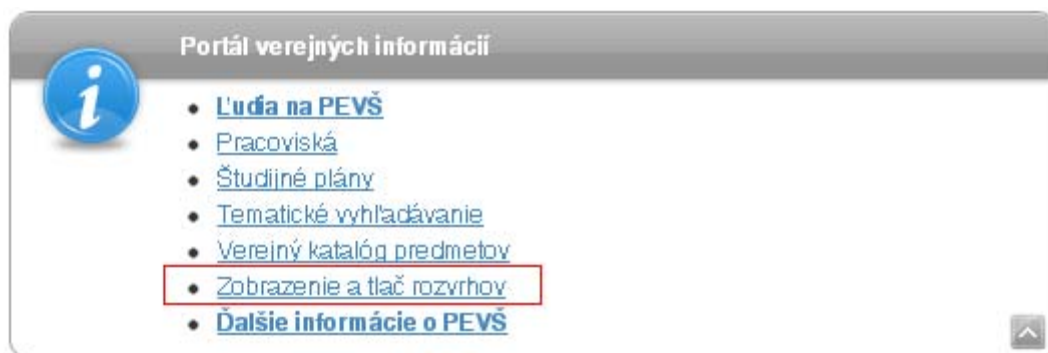 Portál verejných informácií
Ľudia na PEVŠ
Pracoviská
Študijné plány
Tematické vyhľadávanie
Verejný katalóg predmetov
Zobrazenie a tlač rozvrhov
Ďalšie informácie o PEVŠ